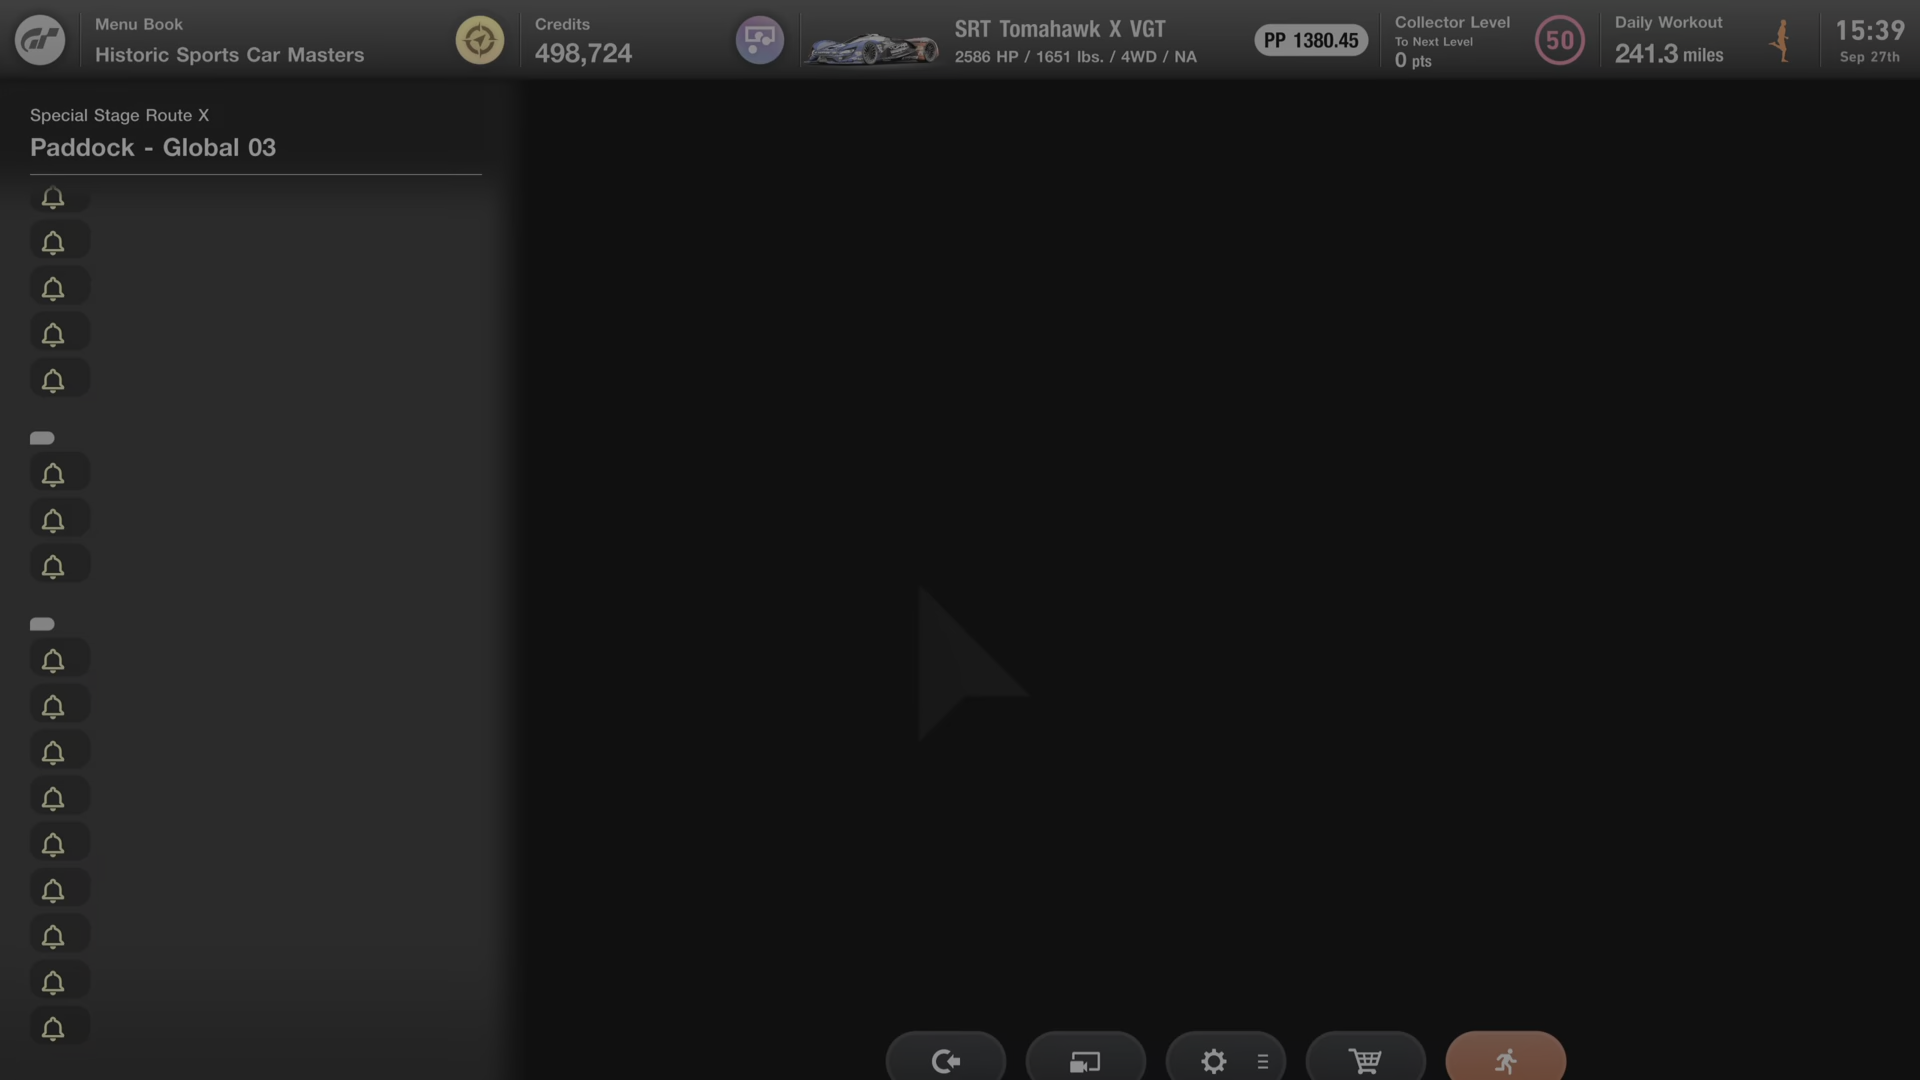 Menu Book
Historic Sports Car Masters
Credits
498,724
SRT Tomahawk X VGT
2586 HP / 1651 lbs. / 4WD / NA
PP 1380.45
Collector Level
To Next Level
0 pts
50
Daily Workout
241.3 miles
15:39
Sep 27th
Special Stage Route X
Paddock - Global 03